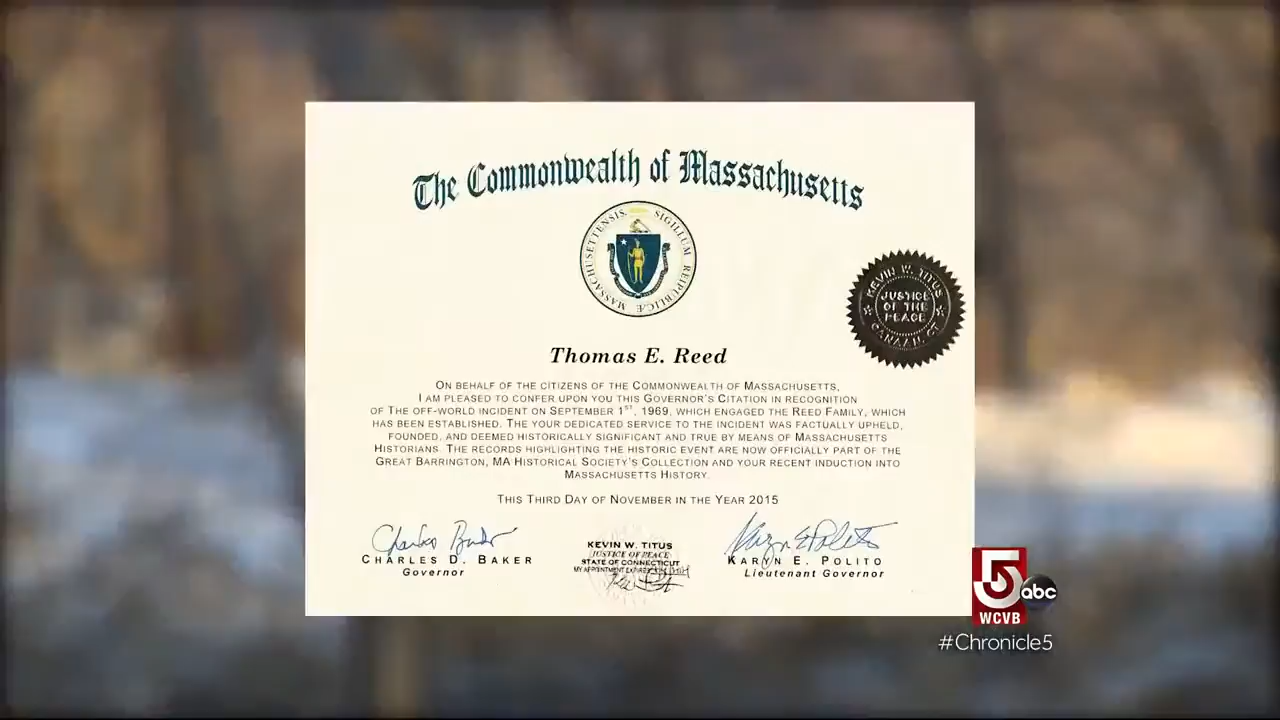 The Commonwealth of Massachusetts
MASSACHUSETTENSIS. SIGILLUM REIPUBLICÆ
KEVIN W. TITUS
JUSTICE
OF THE
PEACE
CANAAN, CT
Thomas E. Reed
ON BEHALF OF THE CITIZENS OF THE COMMONWEALTH OF MASSACHUSETTS,
I AM PLEASED TO CONFER UPON YOU THIS GOVERNOR'S CITATION IN RECOGNITION
OF THE OFF-WORLD INCIDENT ON SEPTEMBER 1ST, 1969, WHICH ENGAGED THE REED FAMILY, WHICH
HAS BEEN ESTABLISHED. THE YOUR DEDICATED SERVICE TO THE INCIDENT WAS FACTUALLY UPHELD,
FOUNDED, AND DEEMED HISTORICALLY SIGNIFICANT AND TRUE BY MEANS OF MASSACHUSETTS
HISTORIANS. THE RECORDS HIGHLIGHTING THE HISTORIC EVENT ARE NOW OFFICIALLY PART OF THE
GREAT BARRINGTON, MA HISTORICAL SOCIETY'S COLLECTION AND YOUR RECENT INDUCTION INTO
MASSACHUSETTS HISTORY.
THIS THIRD DAY OF NOVEMBER IN THE YEAR 2015
CHARLES D. BAKER
Governor
KEVIN W. TITUS
JUSTICE OF PEACE
STATE OF CONNECTICUT
MY APPOINTMENT EXPIRES
KARYN E. POLITO
Lieutenant Governor
5 abc
WCVB
#Chronicle5